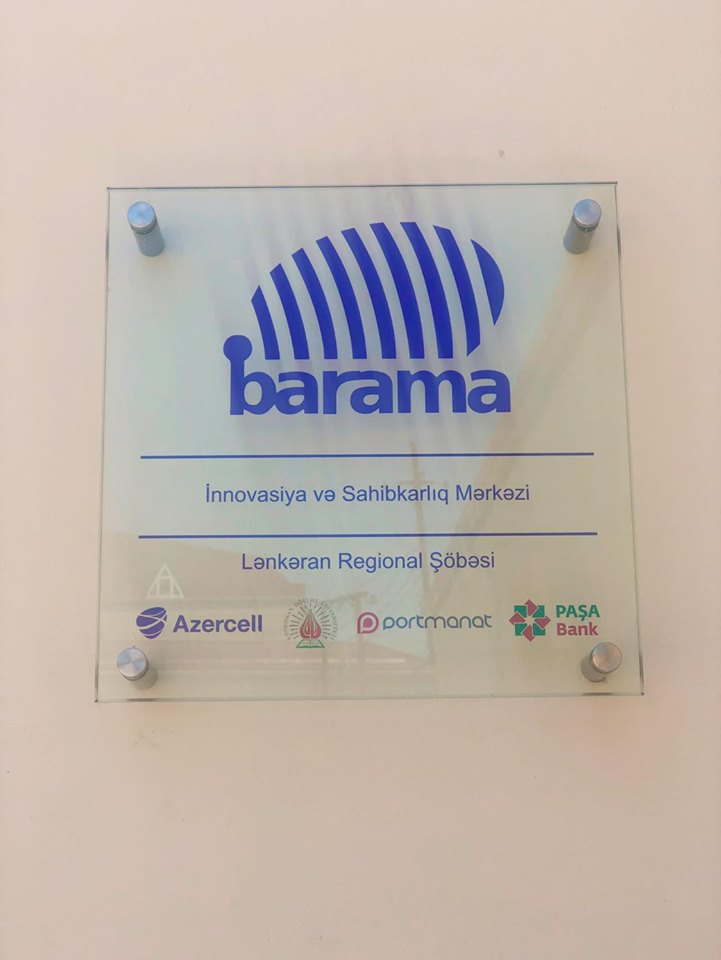 barama
İnnovasiya və Sahibkarlıq Mərkəzi
Lənkəran Regional Şöbəsi
Azercell
portmanat
PAŞA
Bank